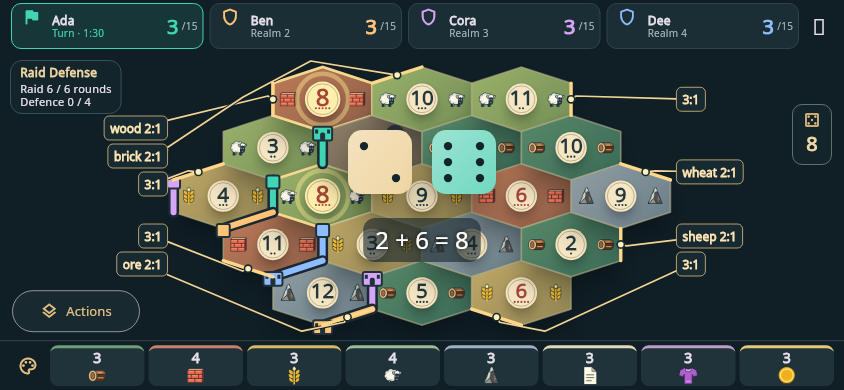 Ada
Turn · 1:30
3 /15
Ben
Realm 2
3 /15
Cora
Realm 3
3 /15
Dee
Realm 4
3 /15
Raid Defense
Raid 6 / 6 rounds
Defence 0 / 4
8
10
11
3:1
8
wood 2:1
brick 2:1
3
10
3:1
4
8
9
6
9
wheat 2:1
3:1
11
3
4
2
sheep 2:1
2 + 6 = 8
ore 2:1
12
5
6
3:1
Actions
3
4
3
4
3
3
3
3